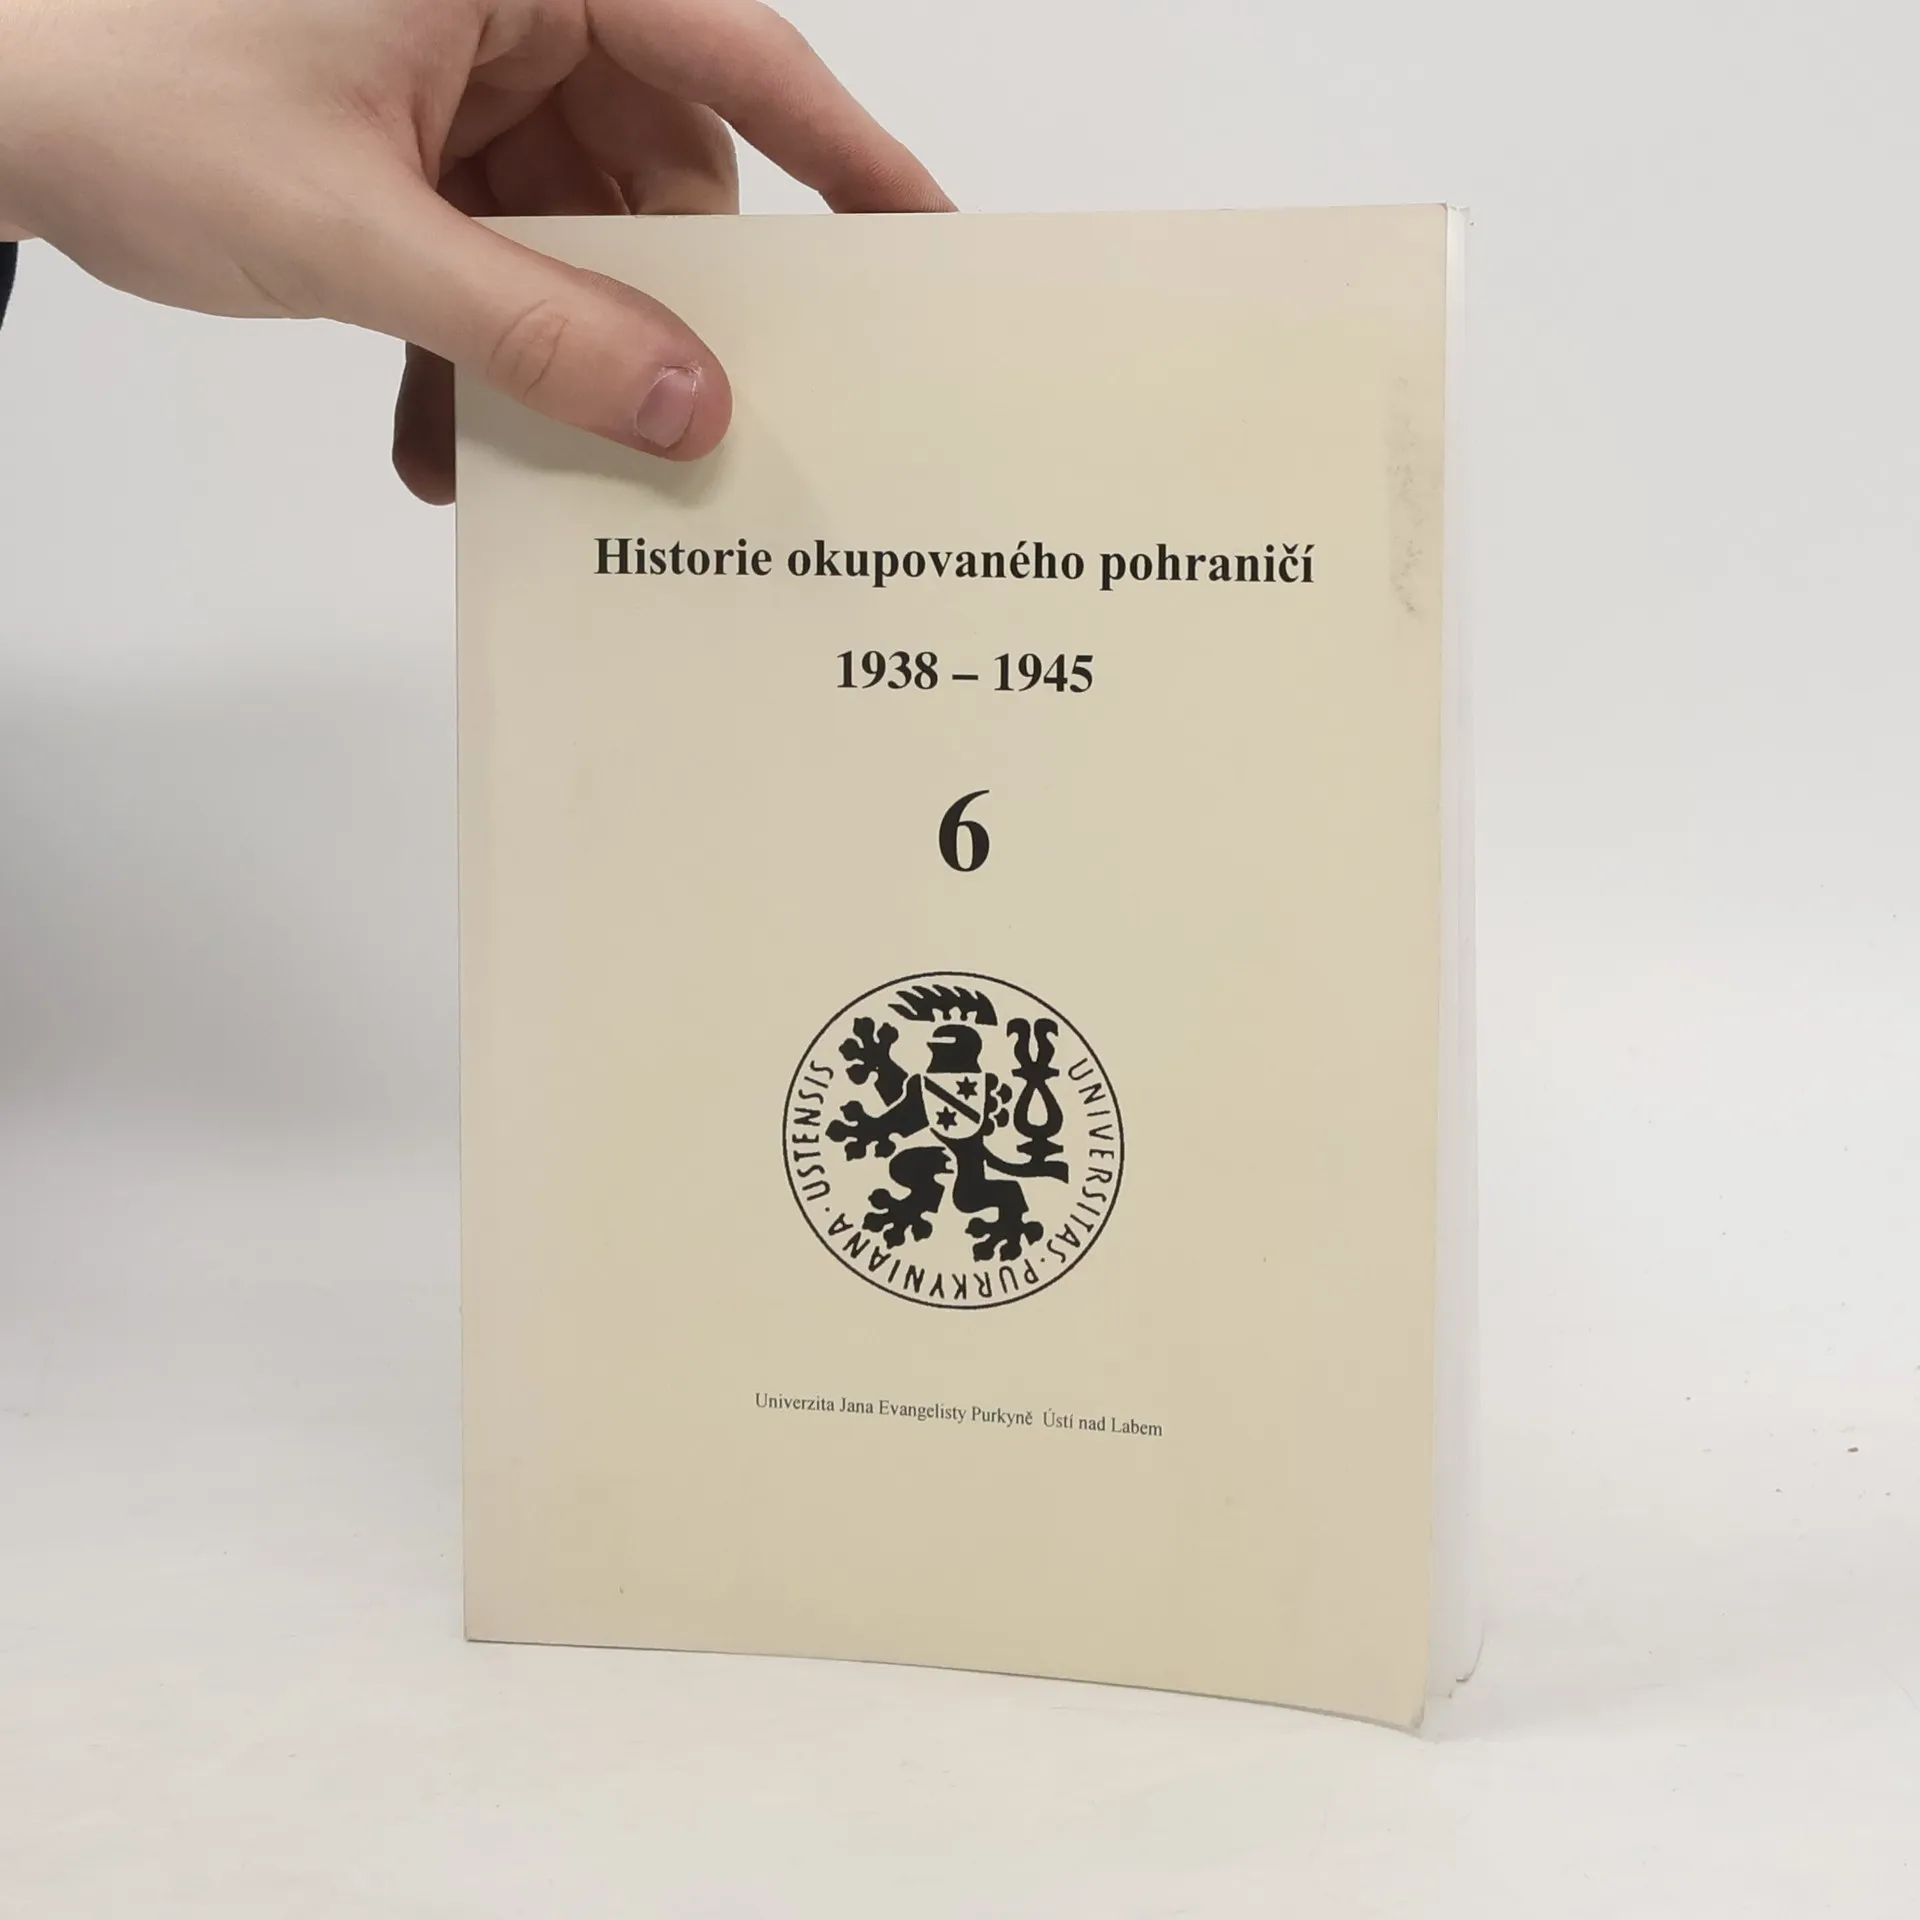 Historie okupovaného pohraničí
1938 – 1945
6
UNIVERSITAS · PURKYNIANA · USTENSIS
Univerzita Jana Evangelisty Purkyně Ústí nad Labem